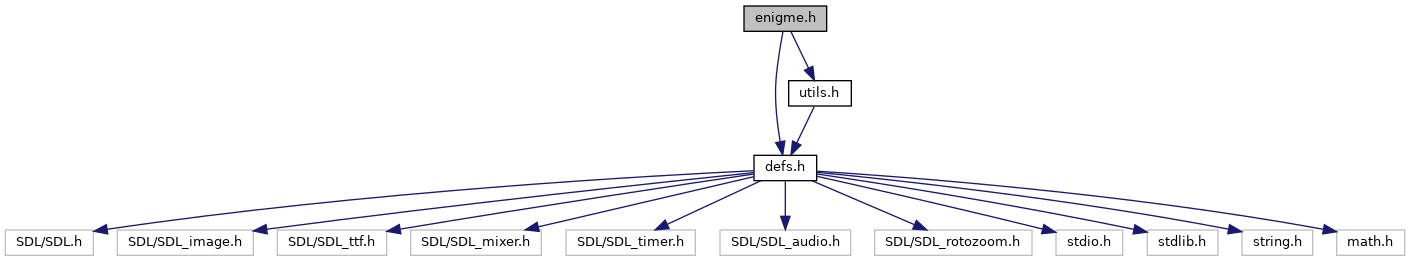 enigme.h
utils.h
defs.h
SDL/SDL.h
SDL/SDL_image.h
SDL/SDL_ttf.h
SDL/SDL_mixer.h
SDL/SDL_timer.h
SDL/SDL_audio.h
SDL/SDL_rotozoom.h
stdio.h
stdlib.h
string.h
math.h